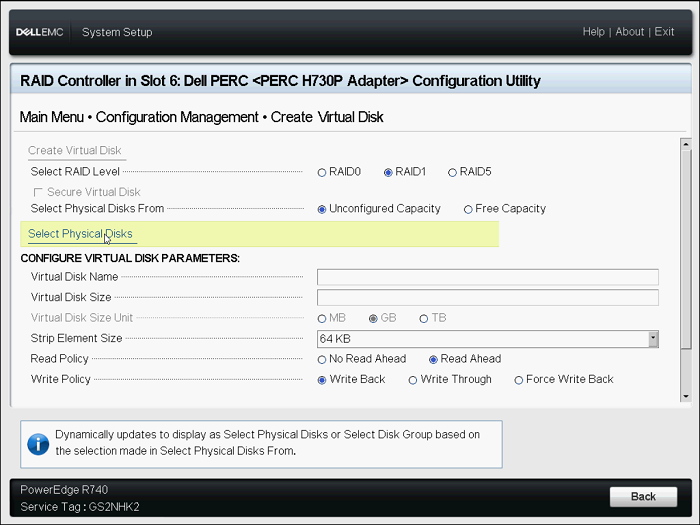 DELLEMC System Setup Help | About | Exit
RAID Controller in Slot 6: Dell PERC <PERC H730P Adapter> Configuration Utility
Main Menu • Configuration Management • Create Virtual Disk
Create Virtual Disk
Select RAID Level RAID0 RAID1 RAID5
Secure Virtual Disk
Select Physical Disks From Unconfigured Capacity Free Capacity
Select Physical Disks
CONFIGURE VIRTUAL DISK PARAMETERS:
Virtual Disk Name
Virtual Disk Size
Virtual Disk Size Unit MB GB TB
Strip Element Size 64 KB
Read Policy No Read Ahead Read Ahead
Write Policy Write Back Write Through Force Write Back
Dynamically updates to display as Select Physical Disks or Select Disk Group based on
the selection made in Select Physical Disks From.
PowerEdge R740
Service Tag : GS2NHK2
Back